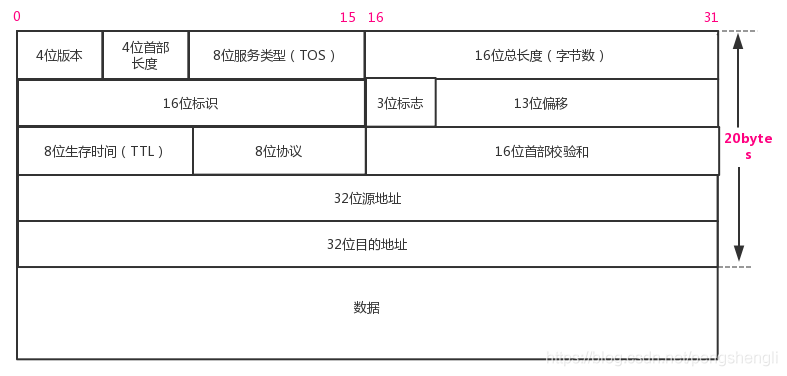 0 15 16 31
4位版本 4位首部 8位服务类型（TOS） 16位总长度（字节数）
长度
16位标识 3位标志 13位偏移
8位生存时间（TTL） 8位协议 16位首部校验和
20byte
s
32位源地址
32位目的地址
数据
https://blog.csdn.net/pengshengli